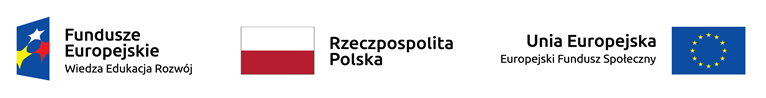 Fundusze
Europejskie
Wiedza Edukacja Rozwój
Rzeczpospolita
Polska
Unia Europejska
Europejski Fundusz Społeczny